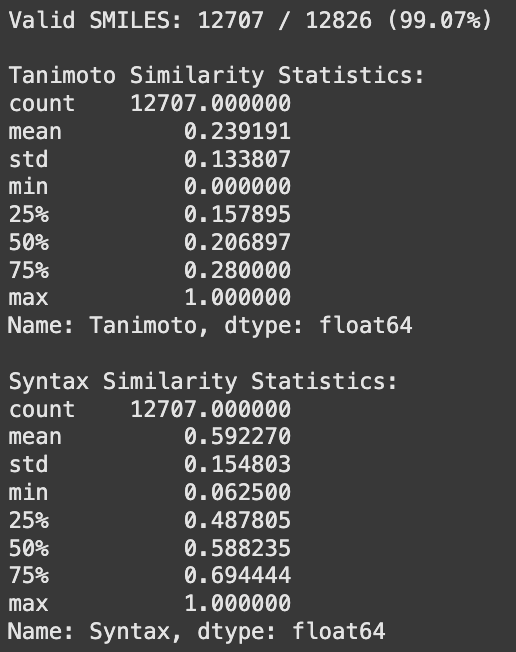 Valid SMILES: 12707 / 12826 (99.07%)
Tanimoto Similarity Statistics:
count    12707.000000
mean         0.239191
std          0.133807
min          0.000000
25%          0.157895
50%          0.206897
75%          0.280000
max          1.000000
Name: Tanimoto, dtype: float64
Syntax Similarity Statistics:
count    12707.000000
mean         0.592270
std          0.154803
min          0.062500
25%          0.487805
50%          0.588235
75%          0.694444
max          1.000000
Name: Syntax, dtype: float64